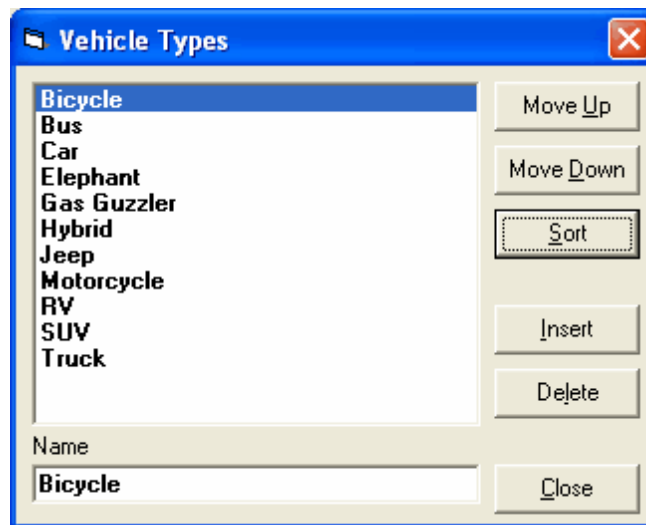 Vehicle Types
Bicycle
Bus
Car
Elephant
Gas Guzzler
Hybrid
Jeep
Motorcycle
RV
SUV
Truck
Move Up
Move Down
Sort
Insert
Delete
Name
Bicycle
Close